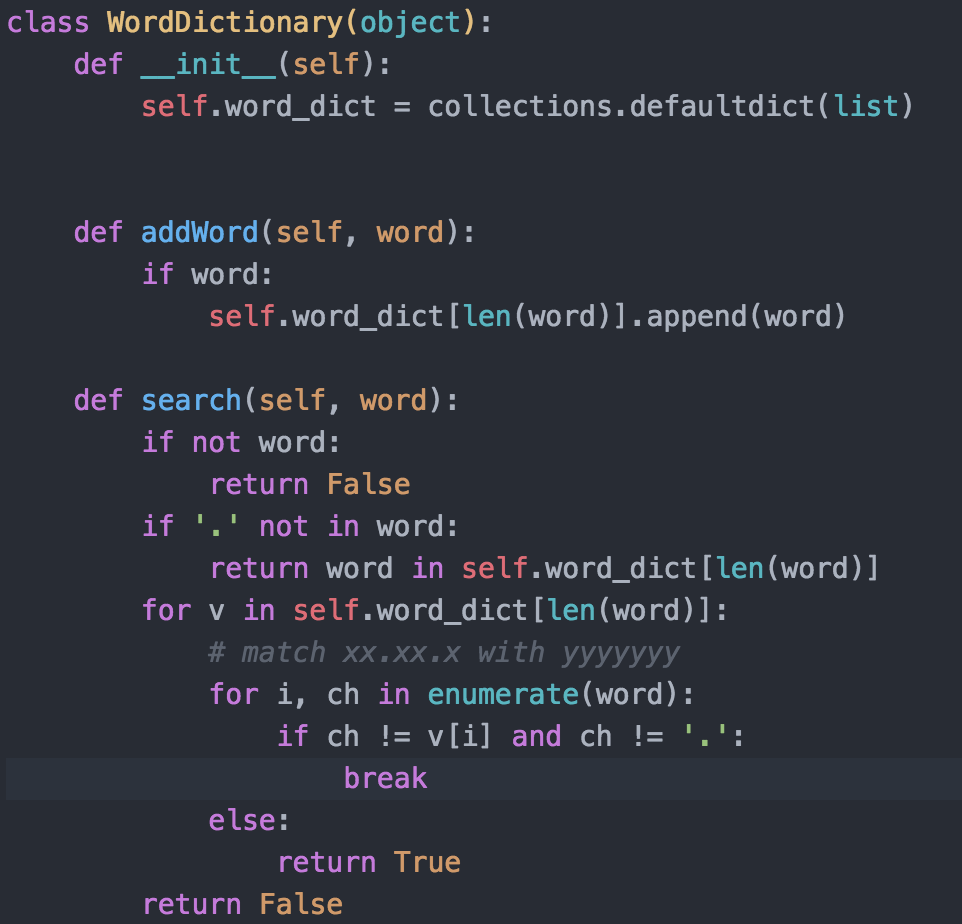 class WordDictionary(object):
    def __init__(self):
        self.word_dict = collections.defaultdict(list)
    def addWord(self, word):
        if word:
            self.word_dict[len(word)].append(word)
    def search(self, word):
        if not word:
            return False
        if '.' not in word:
            return word in self.word_dict[len(word)]
        for v in self.word_dict[len(word)]:
            # match xx.xx.x with yyyyyyy
            for i, ch in enumerate(word):
                if ch != v[i] and ch != '.':
                    break
            else:
                return True
        return False